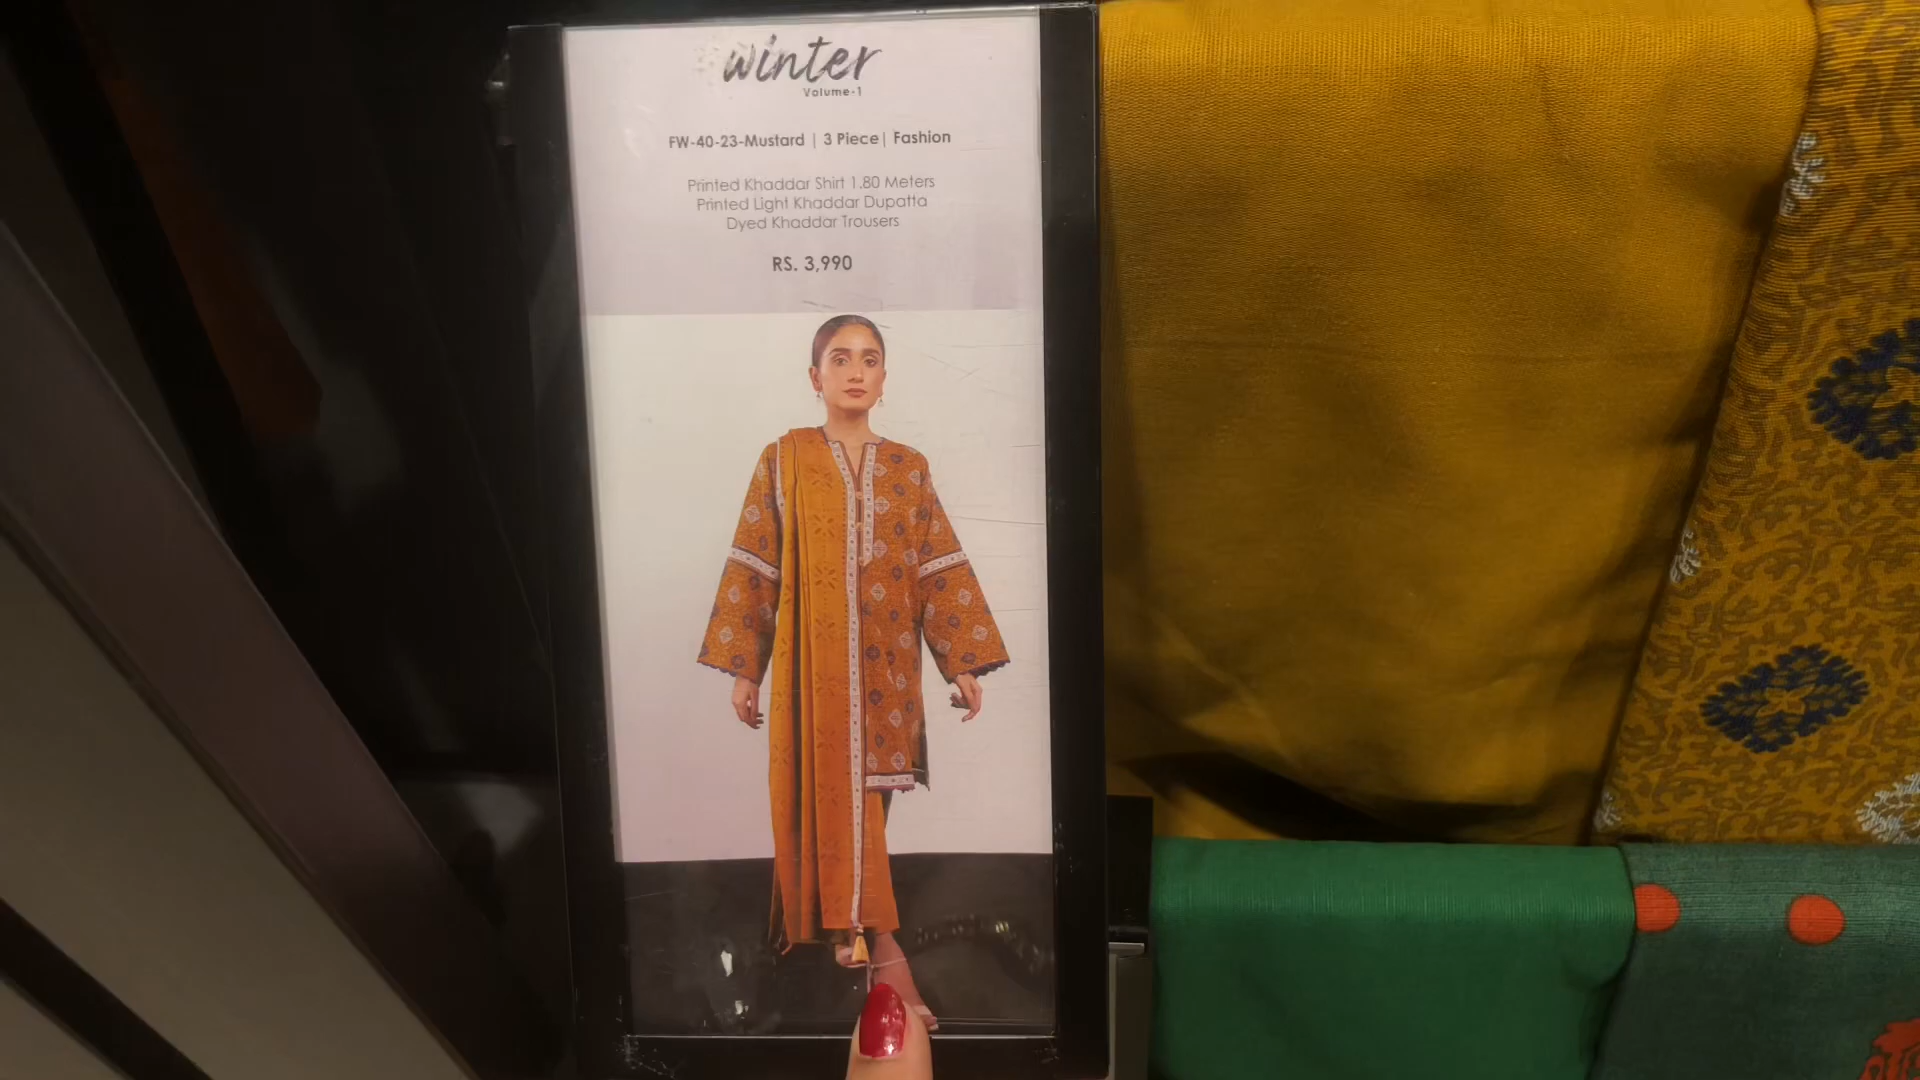 winter
Volume-1
FW-40-23-Mustard | 3 Piece| Fashion
Printed Khaddar Shirt 1.80 Meters
Printed Light Khaddar Dupatta
Dyed Khaddar Trousers
RS. 3,990